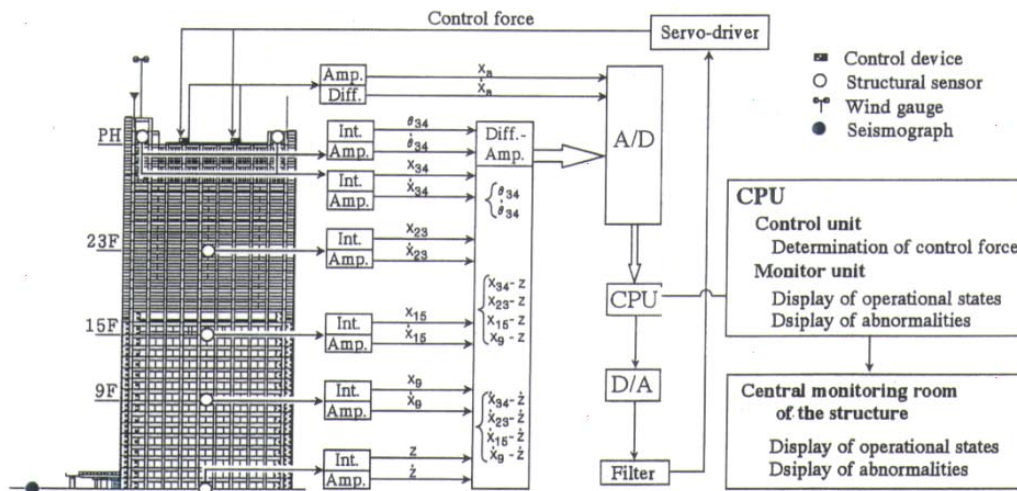 Control force
Servo-driver
Control device
Structural sensor
Wind gauge
Seismograph
Amp.
Diff.
xₐ
ẋₐ
A/D
PH
Int.
Amp.
θ₃₄
θ̇₃₄
Int.
Amp.
x₃₄
ẋ₃₄
Diff.-
Amp.
θ₃₄
θ̇₃₄
23F
Int.
Amp.
x₂₃
ẋ₂₃
x₃₄- z
x₂₃- z
x₁₅- z
x₉ - z
15F
Int.
Amp.
x₁₅
ẋ₁₅
9F
Int.
Amp.
x₉
ẋ₉
ẋ₃₄- ż
ẋ₂₃- ż
ẋ₁₅- ż
ẋ₉ - ż
Int.
Amp.
z
ż
CPU
D/A
Filter
CPU
Control unit
Determination of control force
Monitor unit
Display of operational states
Dsiplay of abnormalities
Central monitoring room
of the structure
Display of operational states
Dsiplay of abnormalities